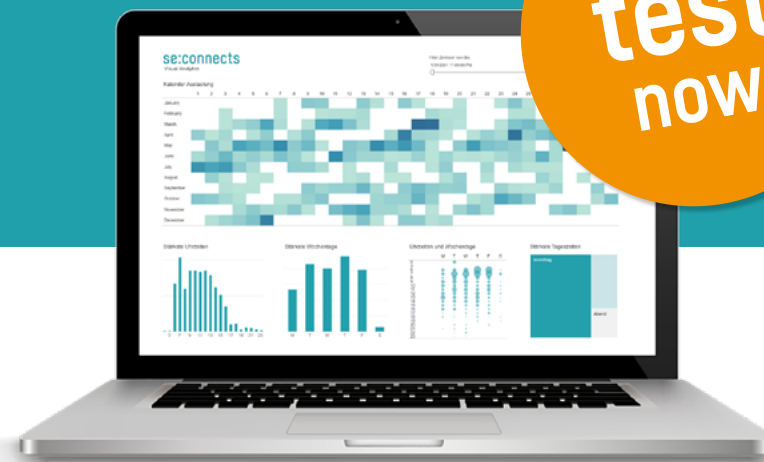 test
now
se:connects
Visual Analytics
Kalender Auslastung
1 2 3 4 5 6 7 8 9 10 11 12 13 14 15 16 17 18 19 20 21 22 23 24 25
Januar
February
March
April
May
June
July
August
September
October
November
December
Stärkste Uhrzeiten
Stärkste Wochentage
Uhrzeiten und Wochentage
Stärkste Tageszeiten
M T W T F S
Vormittag
Abend
M T W T F S